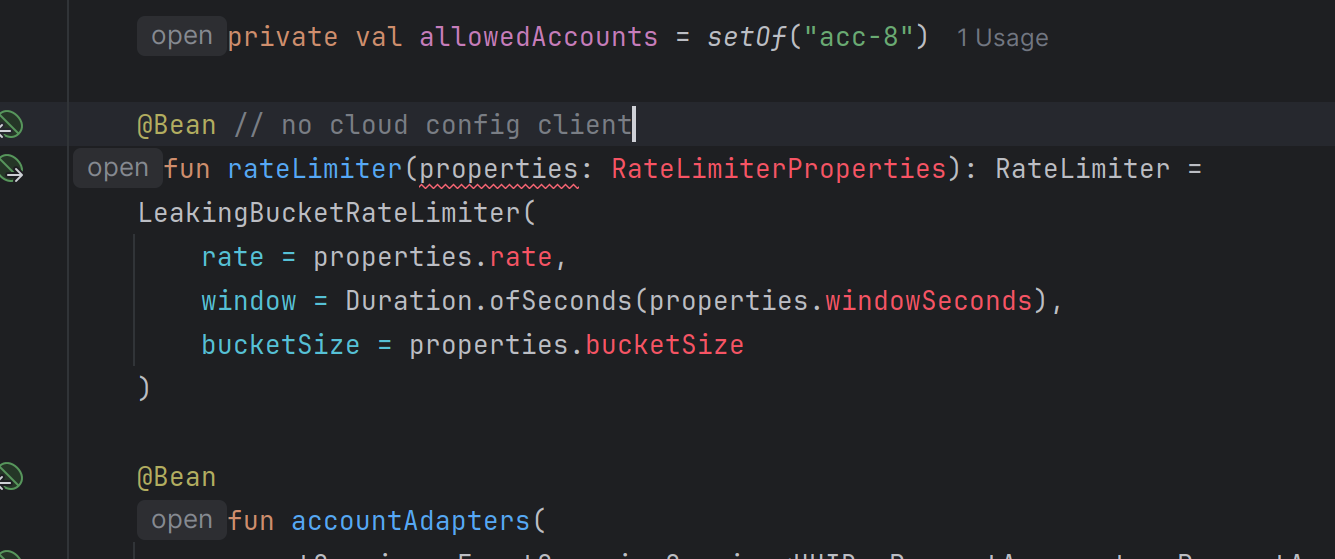 open private val allowedAccounts = setOf("acc-8") 1 Usage
@Bean // no cloud config client
open fun rateLimiter(properties: RateLimiterProperties): RateLimiter =
LeakingBucketRateLimiter(
rate = properties.rate,
window = Duration.ofSeconds(properties.windowSeconds),
bucketSize = properties.bucketSize
)
@Bean
open fun accountAdapters(